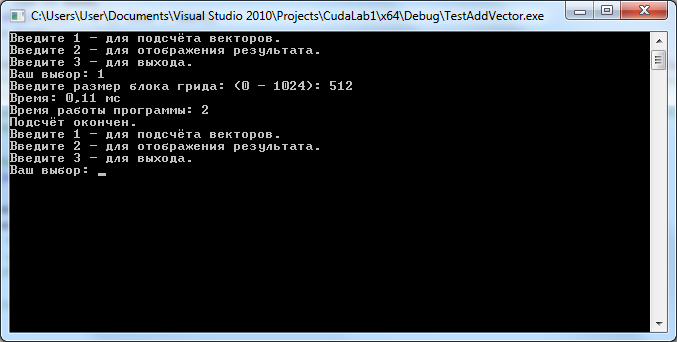 C:\Users\User\Documents\Visual Studio 2010\Projects\CudaLab1\x64\Debug\TestAddVector.exe
Введите 1 - для подсчёта векторов.
Введите 2 - для отображения результата.
Введите 3 - для выхода.
Ваш выбор: 1
Введите размер блока грида: (0 - 1024): 512
Время: 0,11 мс
Время работы программы: 2
Подсчёт окончен.
Введите 1 - для подсчёта векторов.
Введите 2 - для отображения результата.
Введите 3 - для выхода.
Ваш выбор: _